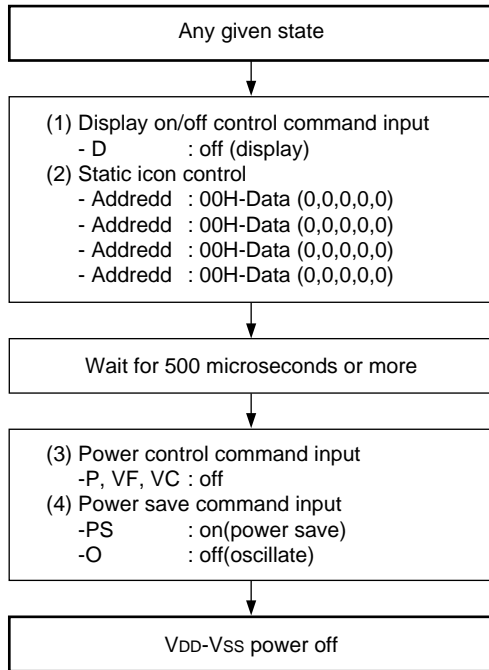 Any given state
(1) Display on/off control command input
- D : off (display)
(2) Static icon control
- Addredd : 00H-Data (0,0,0,0,0)
- Addredd : 00H-Data (0,0,0,0,0)
- Addredd : 00H-Data (0,0,0,0,0)
- Addredd : 00H-Data (0,0,0,0,0)
Wait for 500 microseconds or more
(3) Power control command input
-P, VF, VC : off
(4) Power save command input
-PS : on(power save)
-O : off(oscillate)
VDD-VSS power off